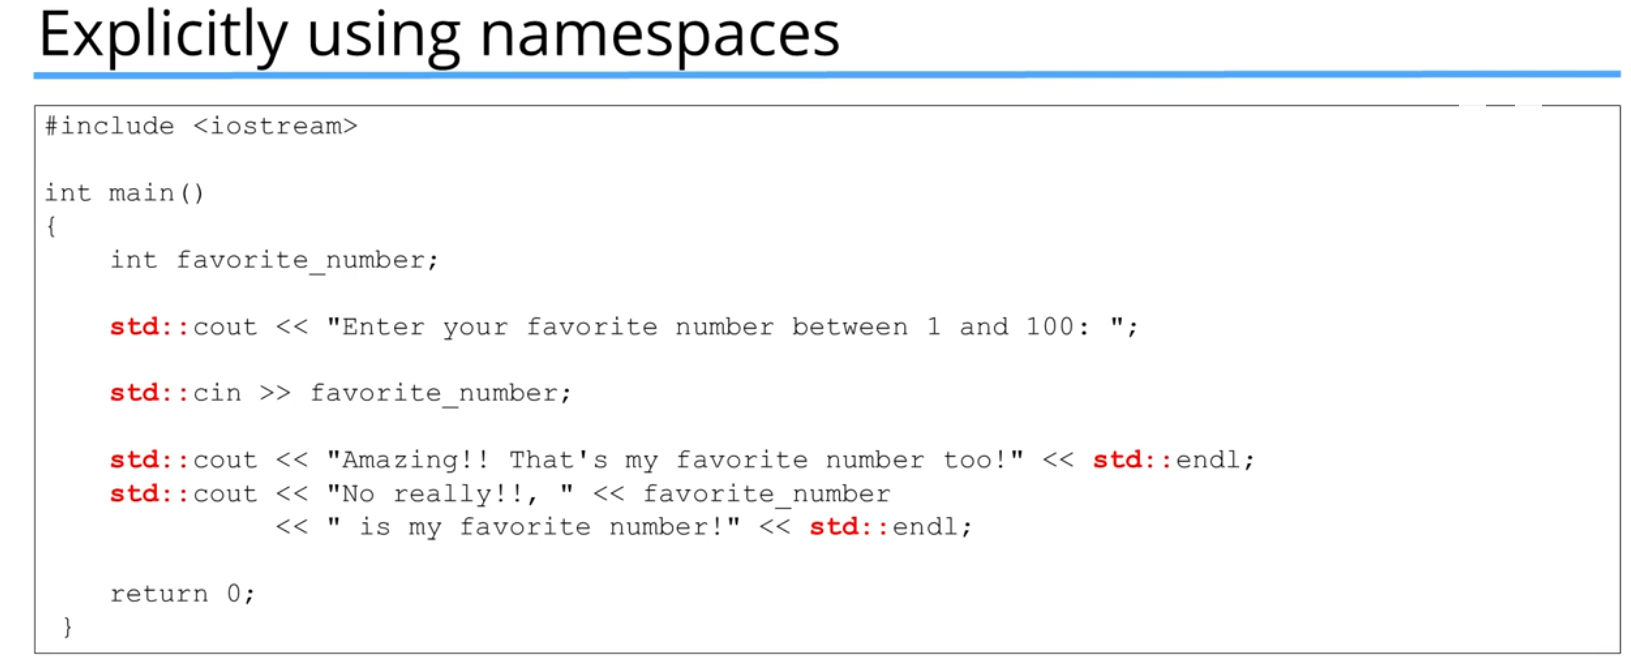 Explicitly using namespaces
#include <iostream>
int main()
{
int favorite_number;
std::cout << "Enter your favorite number between 1 and 100: ";
std::cin >> favorite_number;
std::cout << "Amazing!! That's my favorite number too!" << std::endl;
std::cout << "No really!!, " << favorite_number
<< " is my favorite number!" << std::endl;
return 0;
}